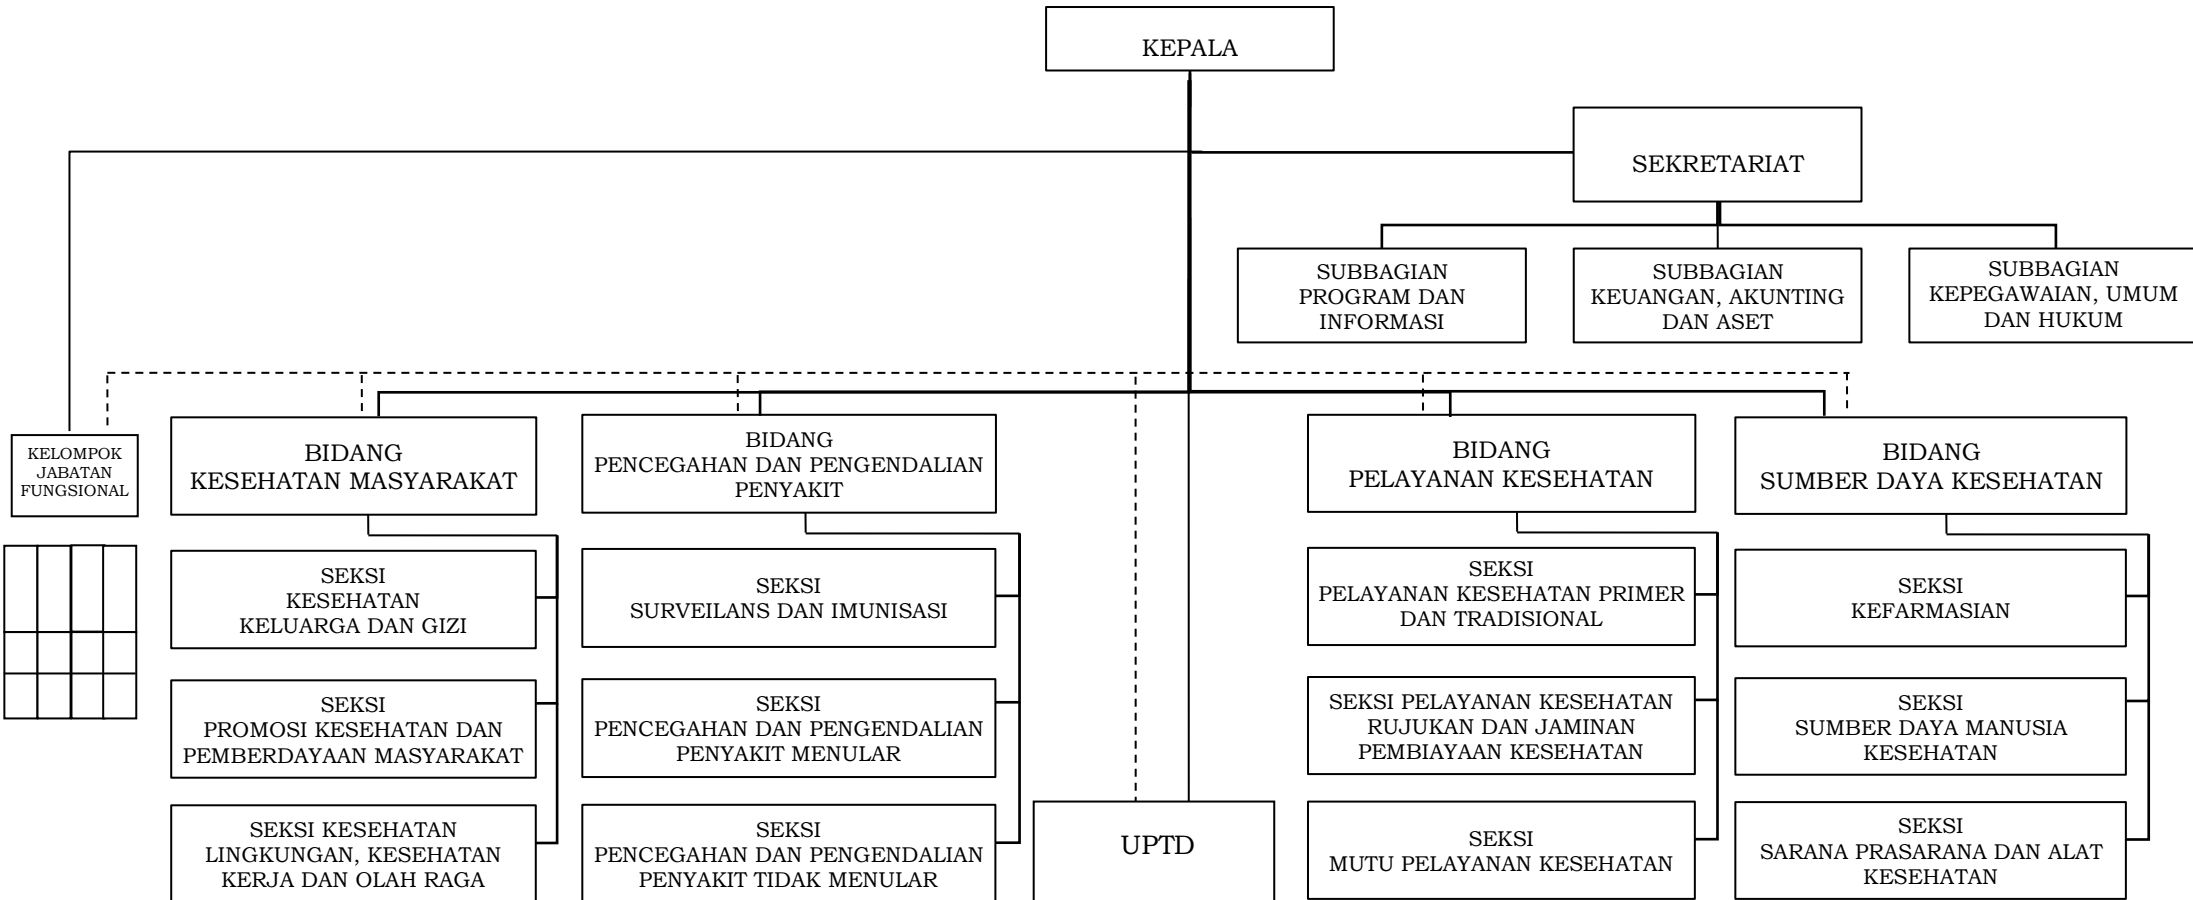 KEPALA
SEKRETARIAT
SUBBAGIAN
PROGRAM DAN
INFORMASI
SUBBAGIAN
KEUANGAN, AKUNTING
DAN ASET
SUBBAGIAN
KEPEGAWAIAN, UMUM
DAN HUKUM
KELOMPOK
JABATAN
FUNGSIONAL
BIDANG
KESEHATAN MASYARAKAT
SEKSI
KESEHATAN
KELUARGA DAN GIZI
SEKSI
PROMOSI KESEHATAN DAN
PEMBERDAYAAN MASYARAKAT
SEKSI KESEHATAN
LINGKUNGAN, KESEHATAN
KERJA DAN OLAH RAGA
BIDANG
PENCEGAHAN DAN PENGENDALIAN
PENYAKIT
SEKSI
SURVEILANS DAN IMUNISASI
SEKSI
PENCEGAHAN DAN PENGENDALIAN
PENYAKIT MENULAR
SEKSI
PENCEGAHAN DAN PENGENDALIAN
PENYAKIT TIDAK MENULAR
UPTD
BIDANG
PELAYANAN KESEHATAN
SEKSI
PELAYANAN KESEHATAN PRIMER
DAN TRADISIONAL
SEKSI PELAYANAN KESEHATAN
RUJUKAN DAN JAMINAN
PEMBIAYAAN KESEHATAN
SEKSI
MUTU PELAYANAN KESEHATAN
BIDANG
SUMBER DAYA KESEHATAN
SEKSI
KEFARMASIAN
SEKSI
SUMBER DAYA MANUSIA
KESEHATAN
SEKSI
SARANA PRASARANA DAN ALAT
KESEHATAN